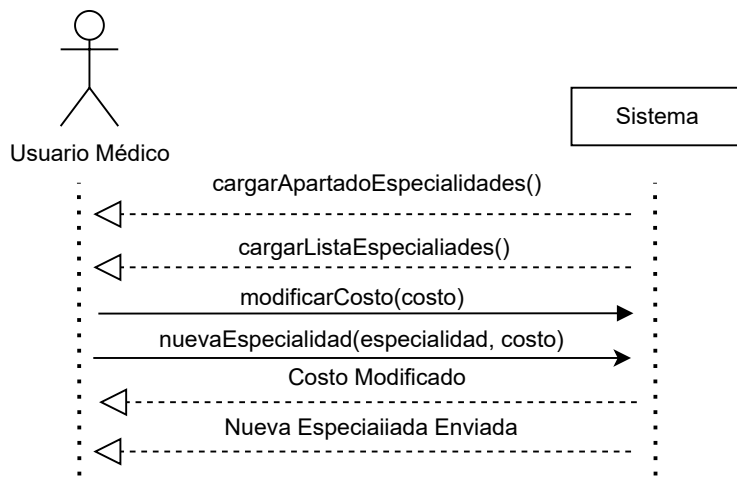 Usuario Médico
Sistema
cargarApartadoEspecialidades()
cargarListaEspecialiades()
modificarCosto(costo)
nuevaEspecialidad(especialidad, costo)
Costo Modificado
Nueva Especiaiiada Enviada